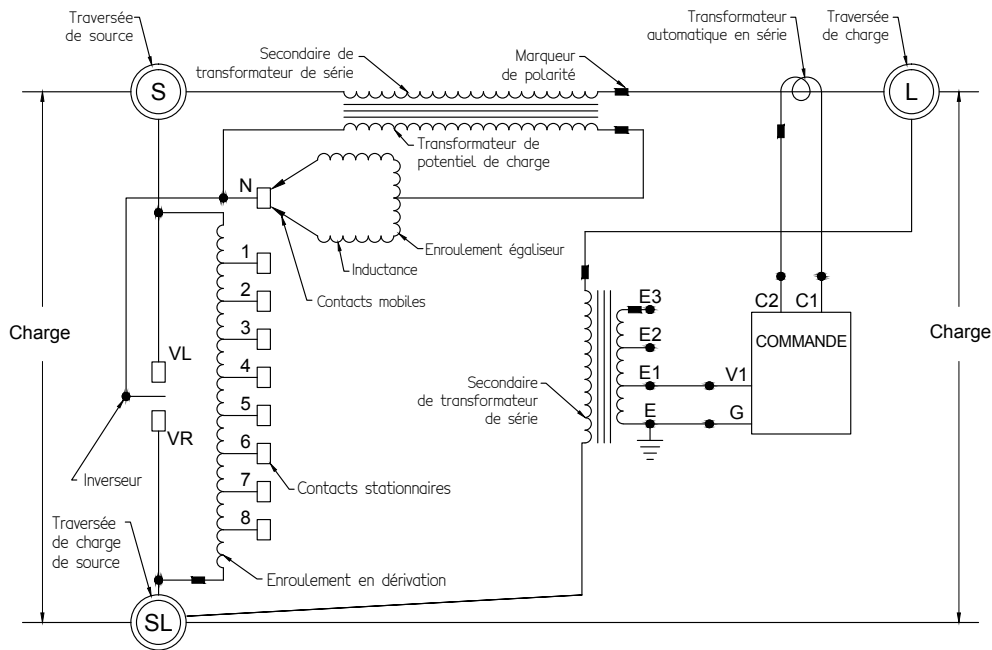 Traversée
de source
Secondaire de
transformateur de série
Marqueur
de polarité
Transformateur
automatique en série
Traversée
de charge
S
L
Transformateur de
potentiel de charge
N
Enroulement égaliseur
Inductance
Contacts mobiles
1
2
3
4
5
6
7
8
Charge
VL
VR
Inverseur
Contacts stationnaires
Traversée
de charge
de source
Enroulement en dérivation
SL
Secondaire
de transformateur
de série
E3
E2
E1
E
V1
G
C2
C1
COMMANDE
Charge